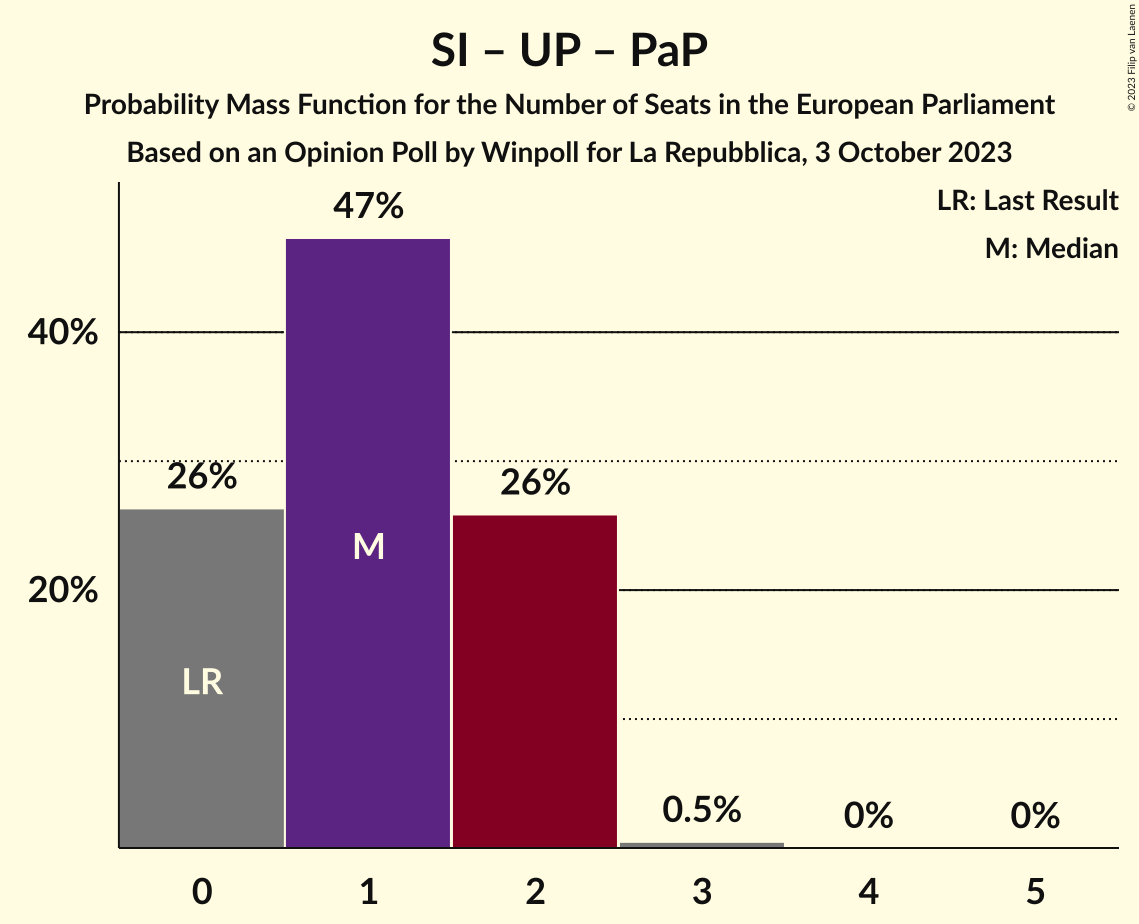 SI – UP – PaP
Probability Mass Function for the Number of Seats in the European Parliament
Based on an Opinion Poll by Winpoll for La Repubblica, 3 October 2023
© 2023 Filip van Laenen
LR: Last Result
M: Median
47%
40%
26%
26%
M
20%
LR
0.5%
0%
0%
0
1
2
3
4
5